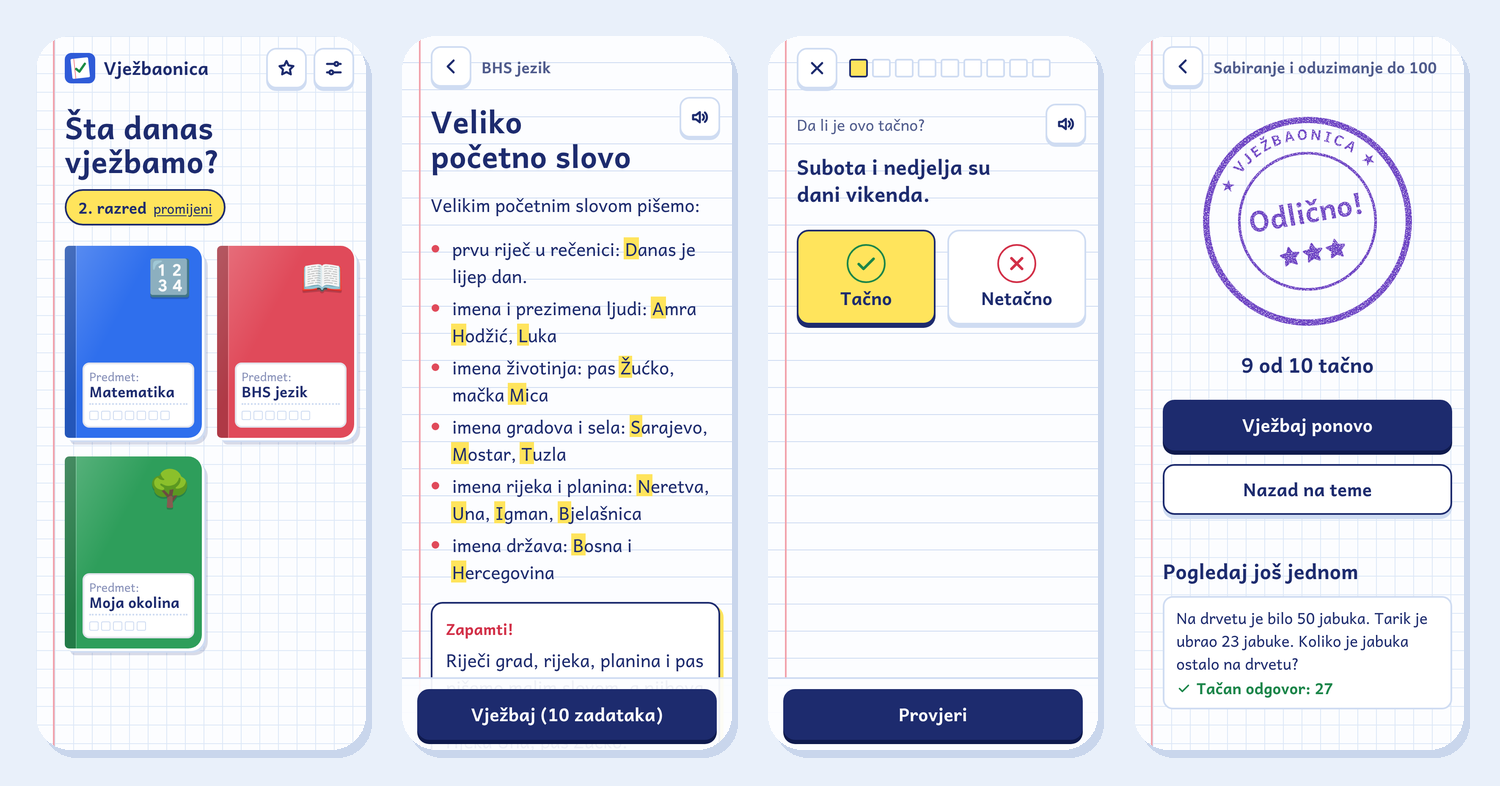 Vježbaonica
Šta danas
vježbamo?
2. razred promijeni
1 2
3 4
Predmet:
Matematika
Predmet:
BHS jezik
Predmet:
Moja okolina
BHS jezik
Veliko
početno slovo
Velikim početnim slovom pišemo:
prvu riječ u rečenici: Danas je
lijep dan.
imena i prezimena ljudi: Amra
Hodžić, Luka
imena životinja: pas Žućko,
mačka Mica
imena gradova i sela: Sarajevo,
Mostar, Tuzla
imena rijeka i planina: Neretva,
Una, Igman, Bjelašnica
imena država: Bosna i
Hercegovina
Zapamti!
Riječi grad, rijeka, planina i pas
Vježbaj (10 zadataka)
Da li je ovo tačno?
Subota i nedjelja su
dani vikenda.
Tačno
Netačno
Provjeri
Sabiranje i oduzimanje do 100
★ VJEŽBAONICA ★
Odlično!
9 od 10 tačno
Vježbaj ponovo
Nazad na teme
Pogledaj još jednom
Na drvetu je bilo 50 jabuka. Tarik je
ubrao 23 jabuke. Koliko je jabuka
ostalo na drvetu?
✓ Tačan odgovor: 27